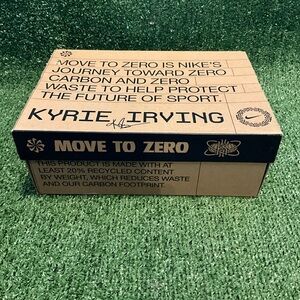 MOVE TO ZERO IS NIKE'S
JOURNEY TOWARD ZERO
CARBON AND ZERO
WASTE TO HELP PROTECT
THE FUTURE OF SPORT.
KYRIE IRVING
MOVE TO ZERO
THIS PRODUCT IS MADE WITH AT
LEAST 20% RECYCLED CONTENT
BY WEIGHT, WHICH REDUCES WASTE
AND OUR CARBON FOOTPRINT.